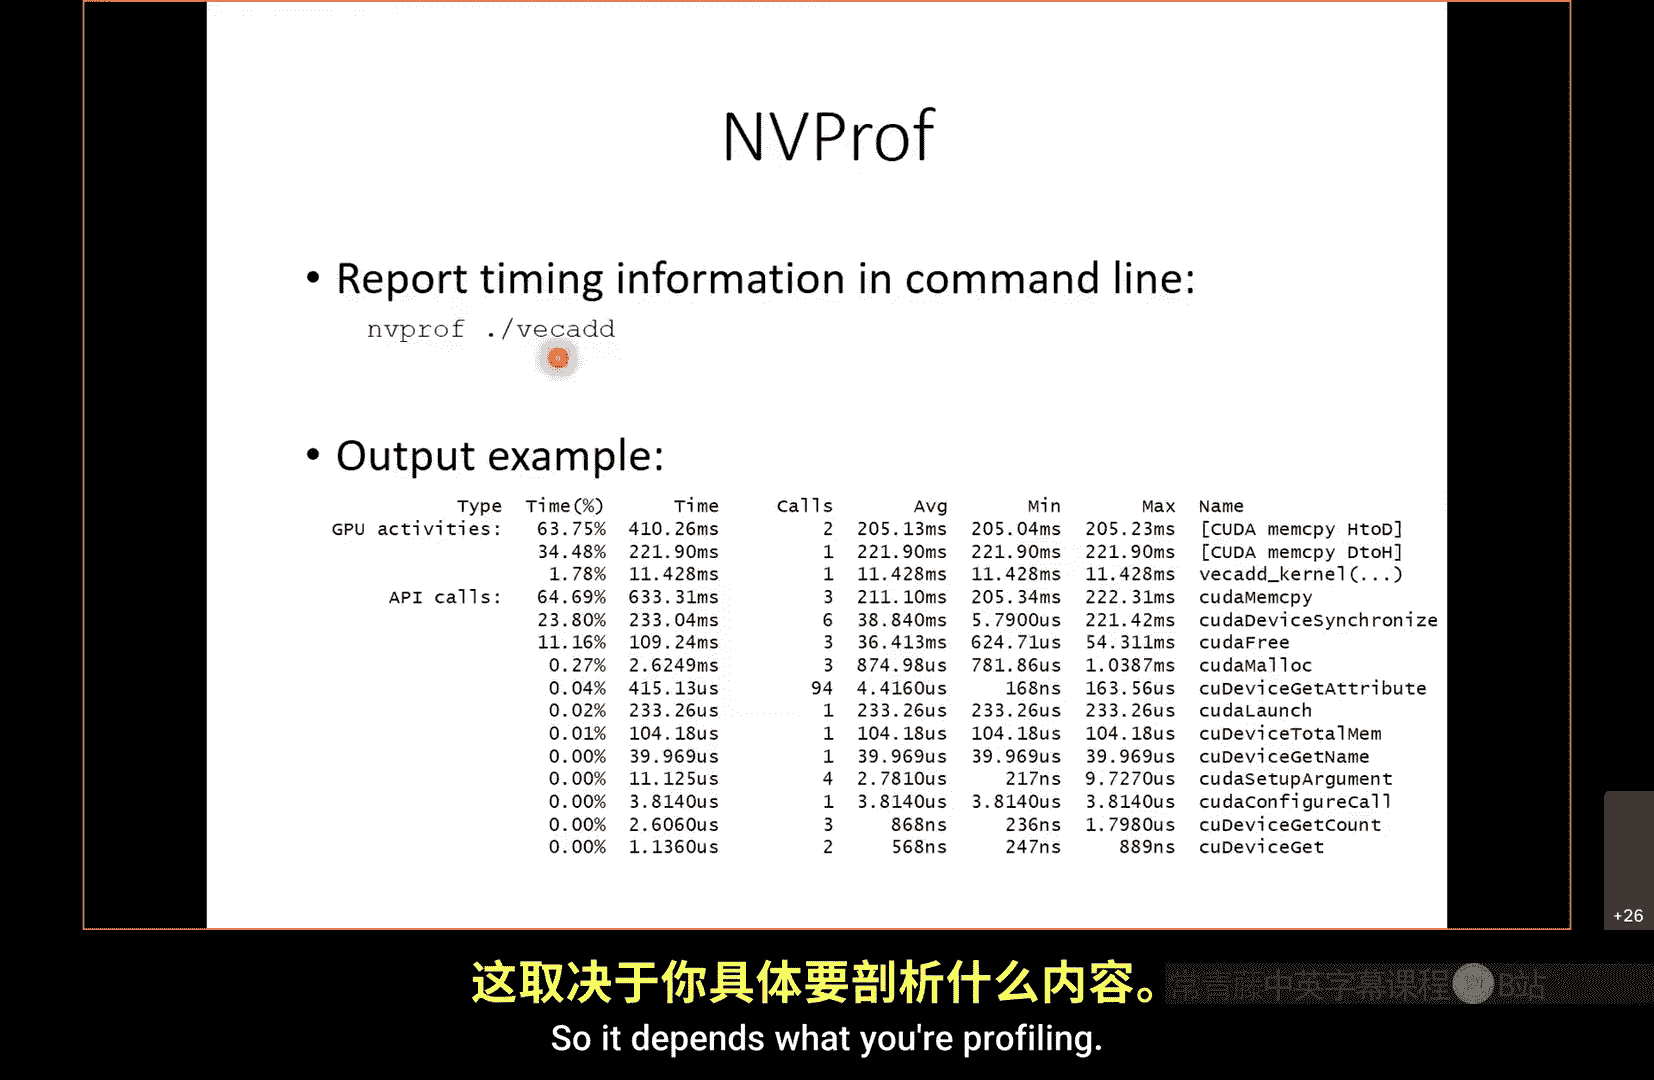 NVProf
• Report timing information in command line:
nvprof ./vecadd
• Output example:
Type Time(%) Time Calls Avg Min Max Name
GPU activities: 63.75% 410.26ms 2 205.13ms 205.04ms 205.23ms [CUDA memcpy HtoD]
34.48% 221.90ms 1 221.90ms 221.90ms 221.90ms [CUDA memcpy DtoH]
1.78% 11.428ms 1 11.428ms 11.428ms 11.428ms vecadd_kernel(...)
API calls: 64.69% 633.31ms 3 211.10ms 205.34ms 222.31ms cudaMemcpy
23.80% 233.04ms 6 38.840ms 5.7900us 221.42ms cudaDeviceSynchronize
11.16% 109.24ms 3 36.413ms 624.71us 54.311ms cudaFree
0.27% 2.6249ms 3 874.98us 781.86us 1.0387ms cudaMalloc
0.04% 415.13us 94 4.4160us 168ns 163.56us cuDeviceGetAttribute
0.02% 233.26us 1 233.26us 233.26us 233.26us cudaLaunch
0.01% 104.18us 1 104.18us 104.18us 104.18us cuDeviceTotalMem
0.00% 39.969us 1 39.969us 39.969us 39.969us cuDeviceGetName
0.00% 11.125us 4 2.7810us 217ns 9.7270us cudaSetupArgument
0.00% 3.8140us 1 3.8140us 3.8140us 3.8140us cudaConfigureCall
0.00% 2.6060us 3 868ns 236ns 1.7980us cuDeviceGetCount
0.00% 1.1360us 2 568ns 247ns 889ns cuDeviceGet
+26
这取决于你具体要剖析什么内容。
常青藤中英字幕课程 B站
So it depends what you're profiling.